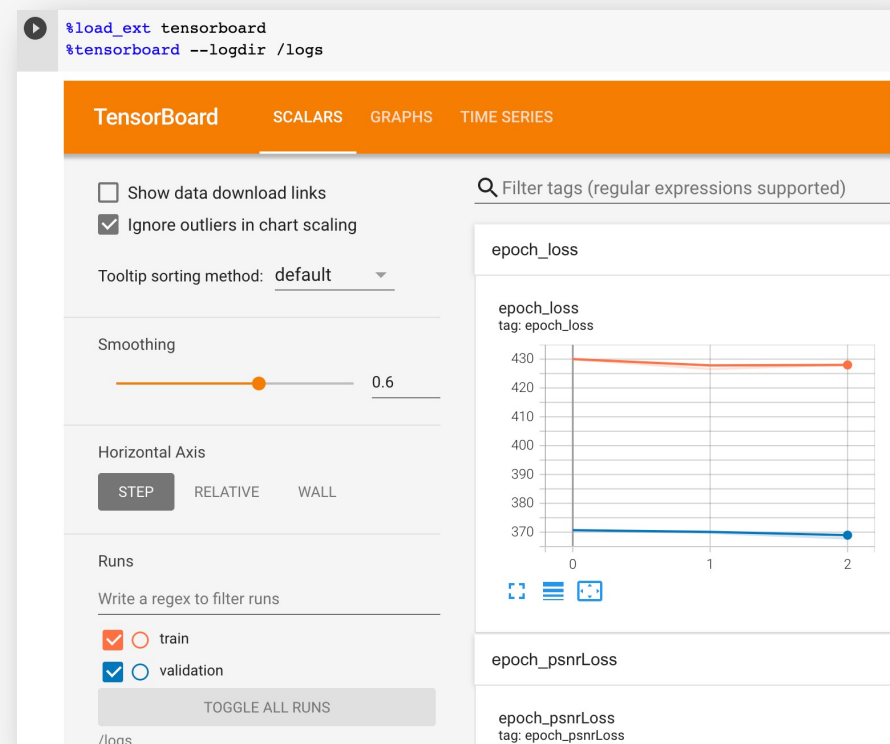 %load_ext tensorboard
%tensorboard --logdir /logs
TensorBoard SCALARS GRAPHS TIME SERIES
Show data download links
Ignore outliers in chart scaling
Tooltip sorting method: default
Smoothing
0.6
Horizontal Axis
STEP RELATIVE WALL
Runs
Write a regex to filter runs
train
validation
TOGGLE ALL RUNS
/logs
Filter tags (regular expressions supported)
epoch_loss
epoch_loss
tag: epoch_loss
430
420
410
400
390
380
370
0 1 2
epoch_psnrLoss
epoch_psnrLoss
tag: epoch_psnrLoss